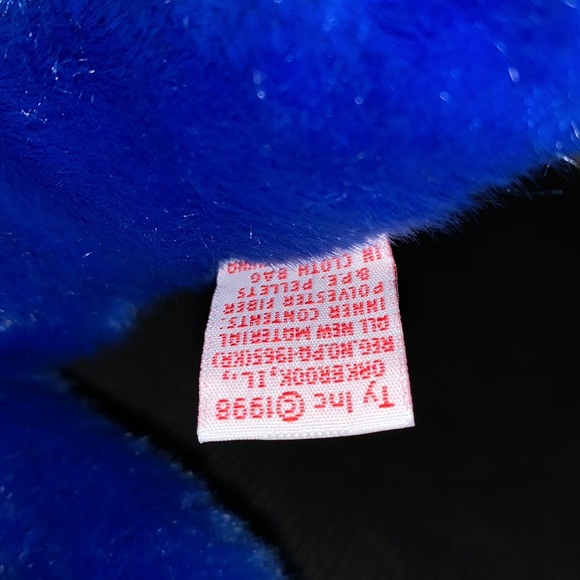 Ty Inc ©1998
OAKBROOK, IL.,
REG.NO.PA-1965(KR)
ALL NEW MATERIAL
INNER CONTENTS:
POLYESTER FIBER
& P.E. PELLETS
IN CLOTH BAG